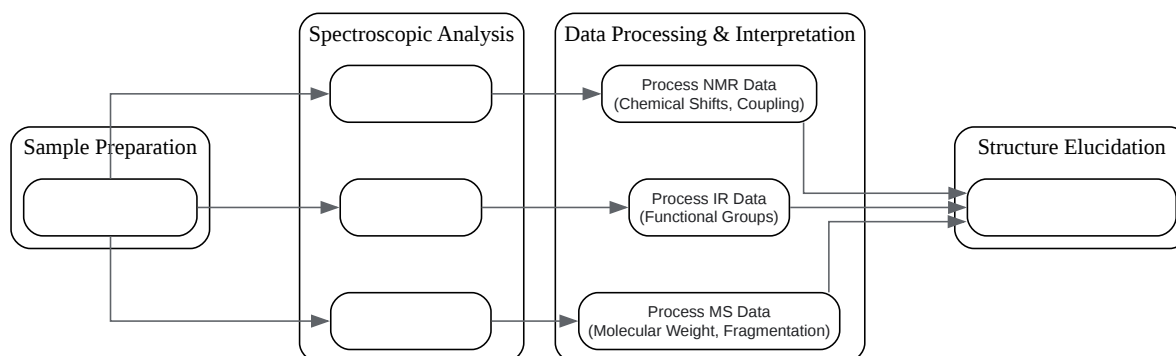 Spectroscopic Analysis
Data Processing & Interpretation
Process NMR Data
(Chemical Shifts, Coupling)
Sample Preparation
Structure Elucidation
Process IR Data
(Functional Groups)
Process MS Data
(Molecular Weight, Fragmentation)